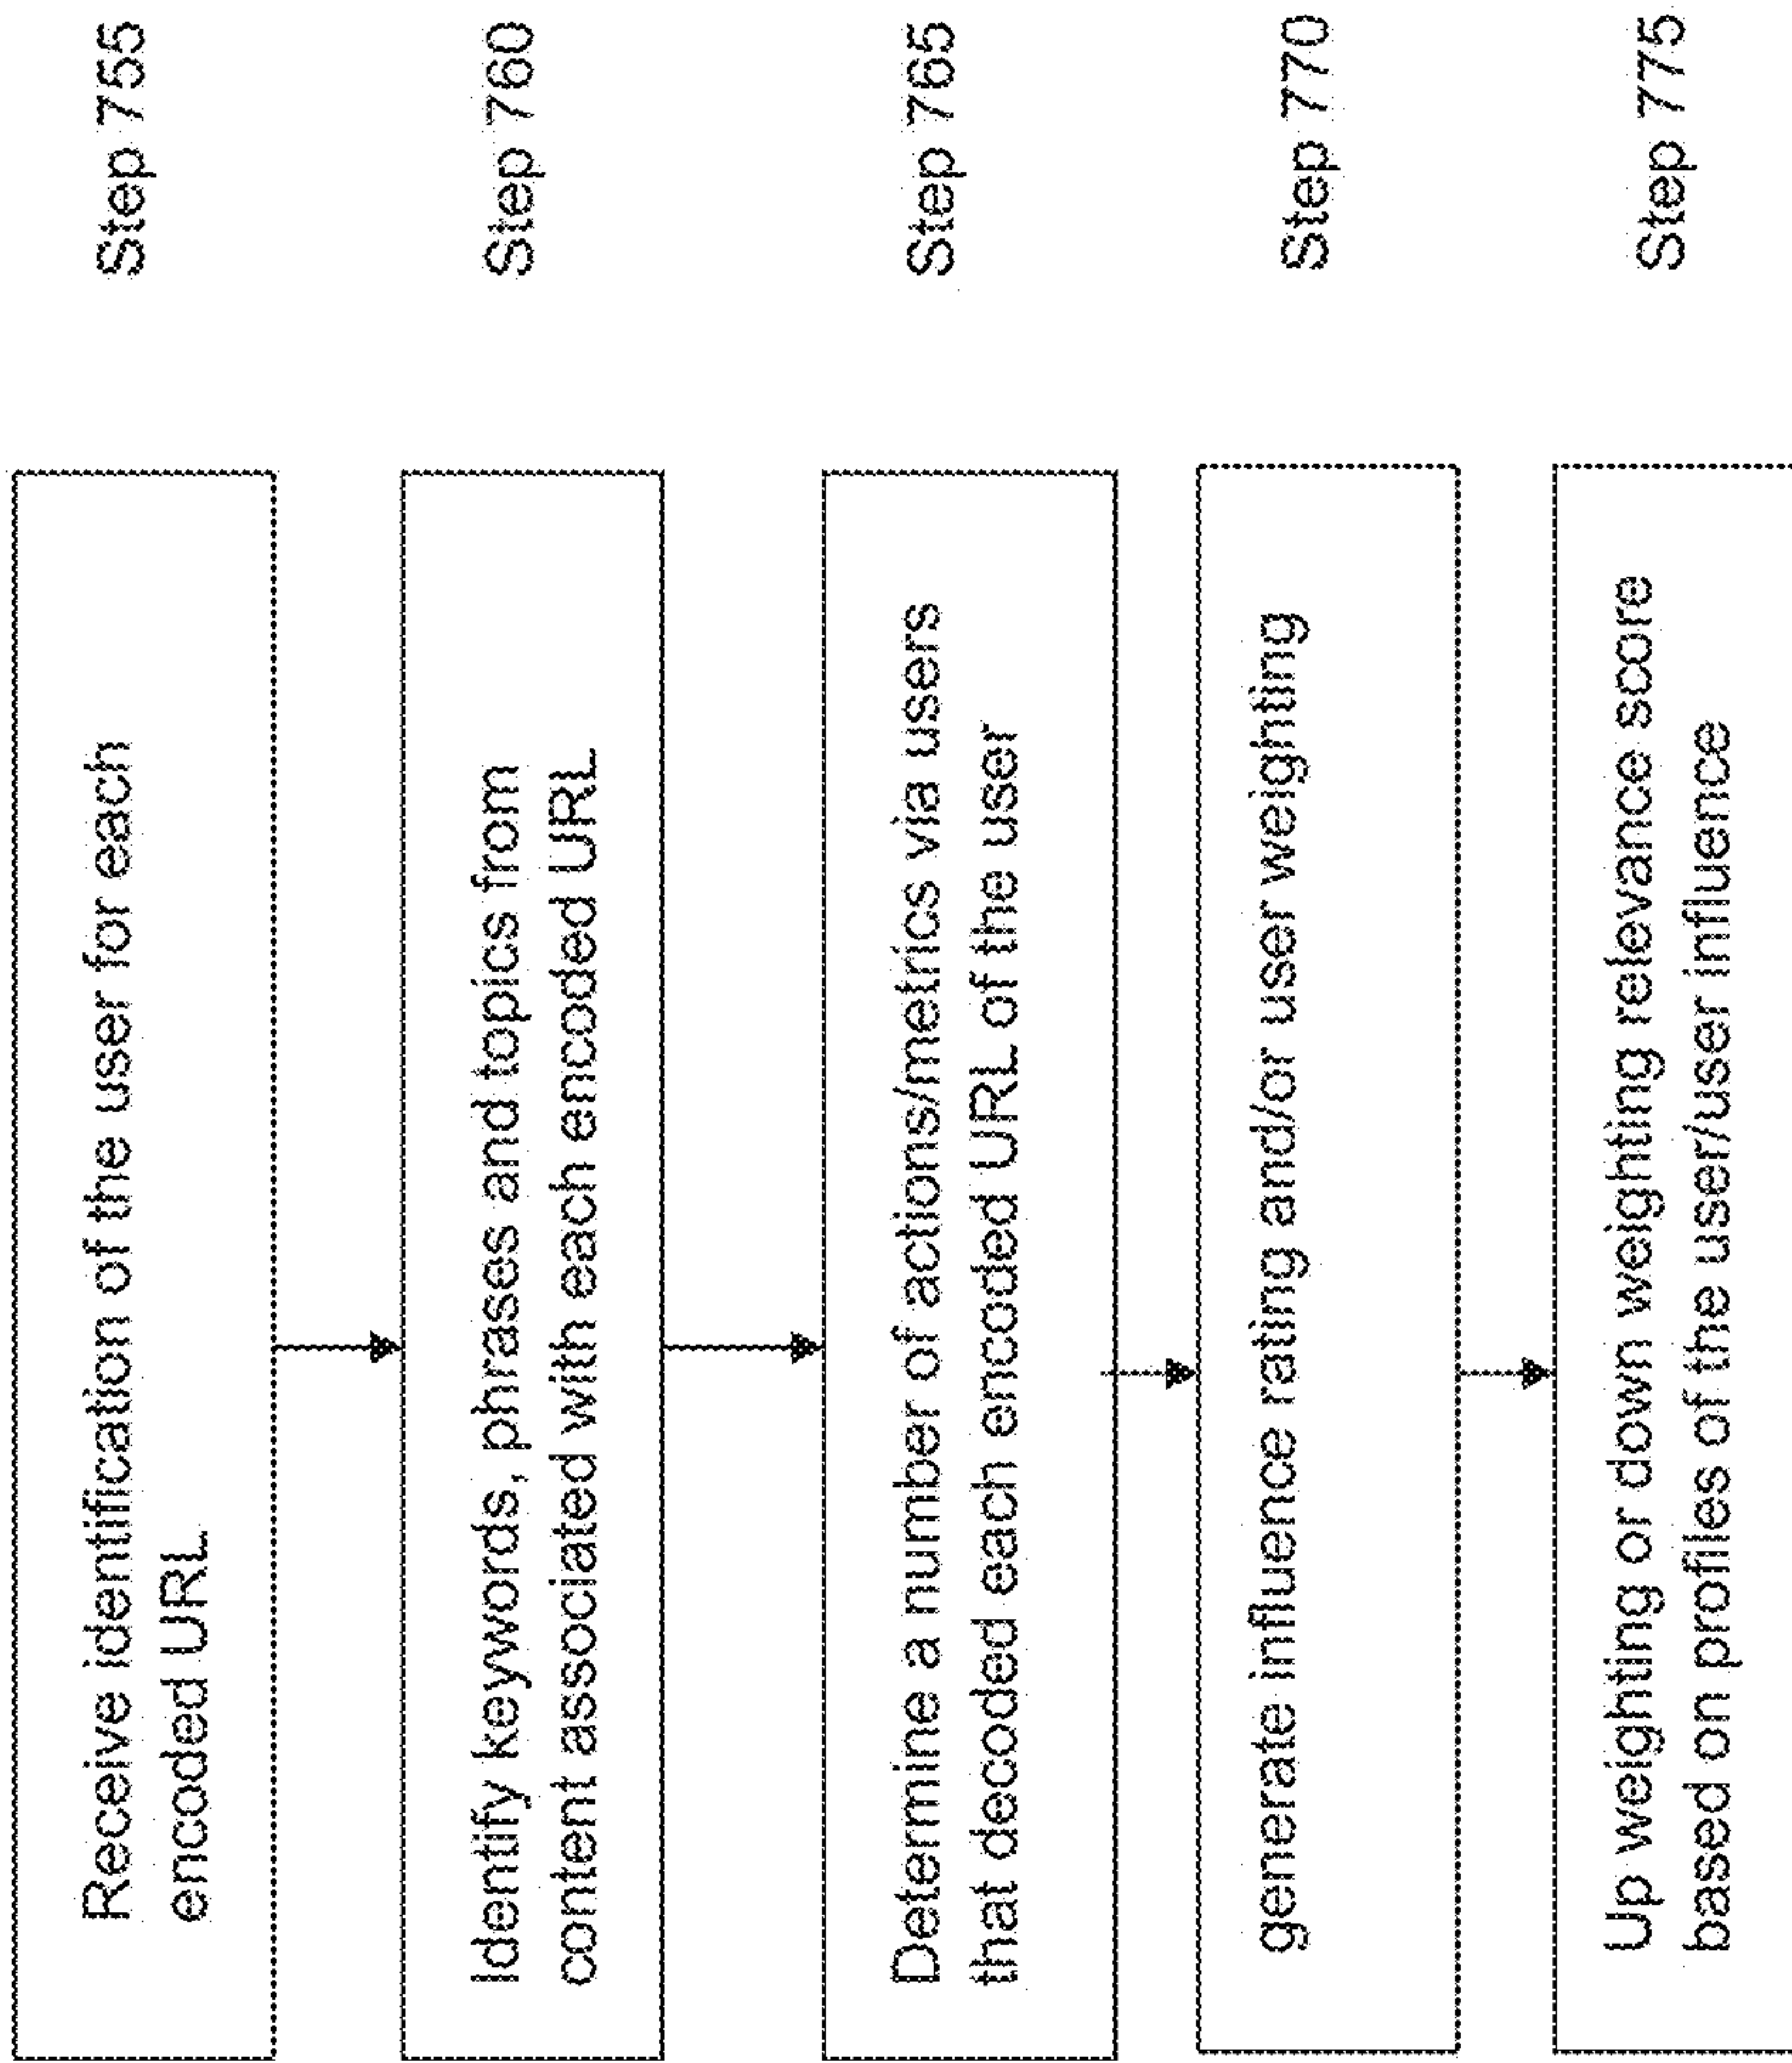 Receive identification of the user for each
encoded URL
Step 755
Identify keywords, phrases and topics from
content associated with each encoded URL
Step 760
Determine a number of actions/metrics via users
that decoded each encoded URL of the user
Step 765
generate influence rating and/or user weighting
Step 770
Up weighting or down weighting relevance score
based on profiles of the user/user influence
Step 775